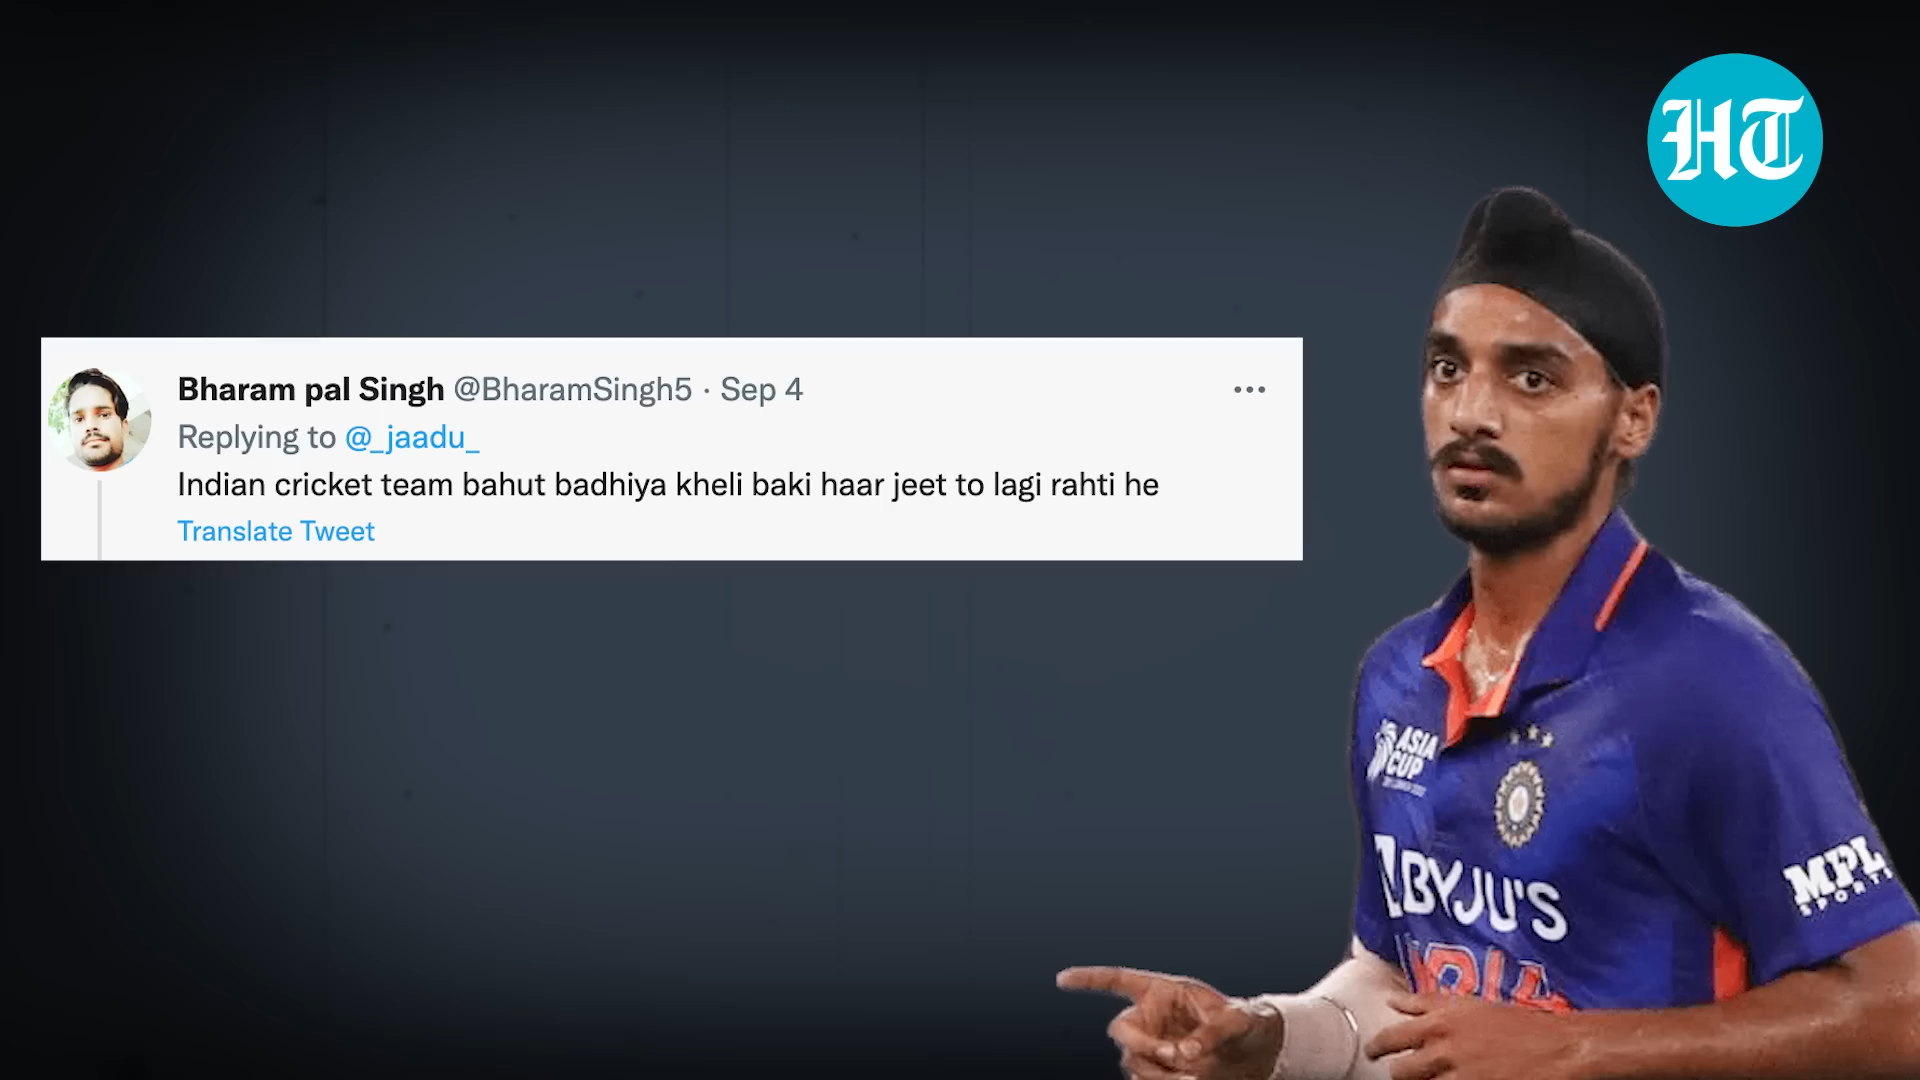 HT
Bharam pal Singh @BharamSingh5 · Sep 4
Replying to @_jaadu_
Indian cricket team bahut badhiya kheli baki haar jeet to lagi rahti he
Translate Tweet
ASIA
CUP
BYJU'S
INDIA
MPL
SPORTS